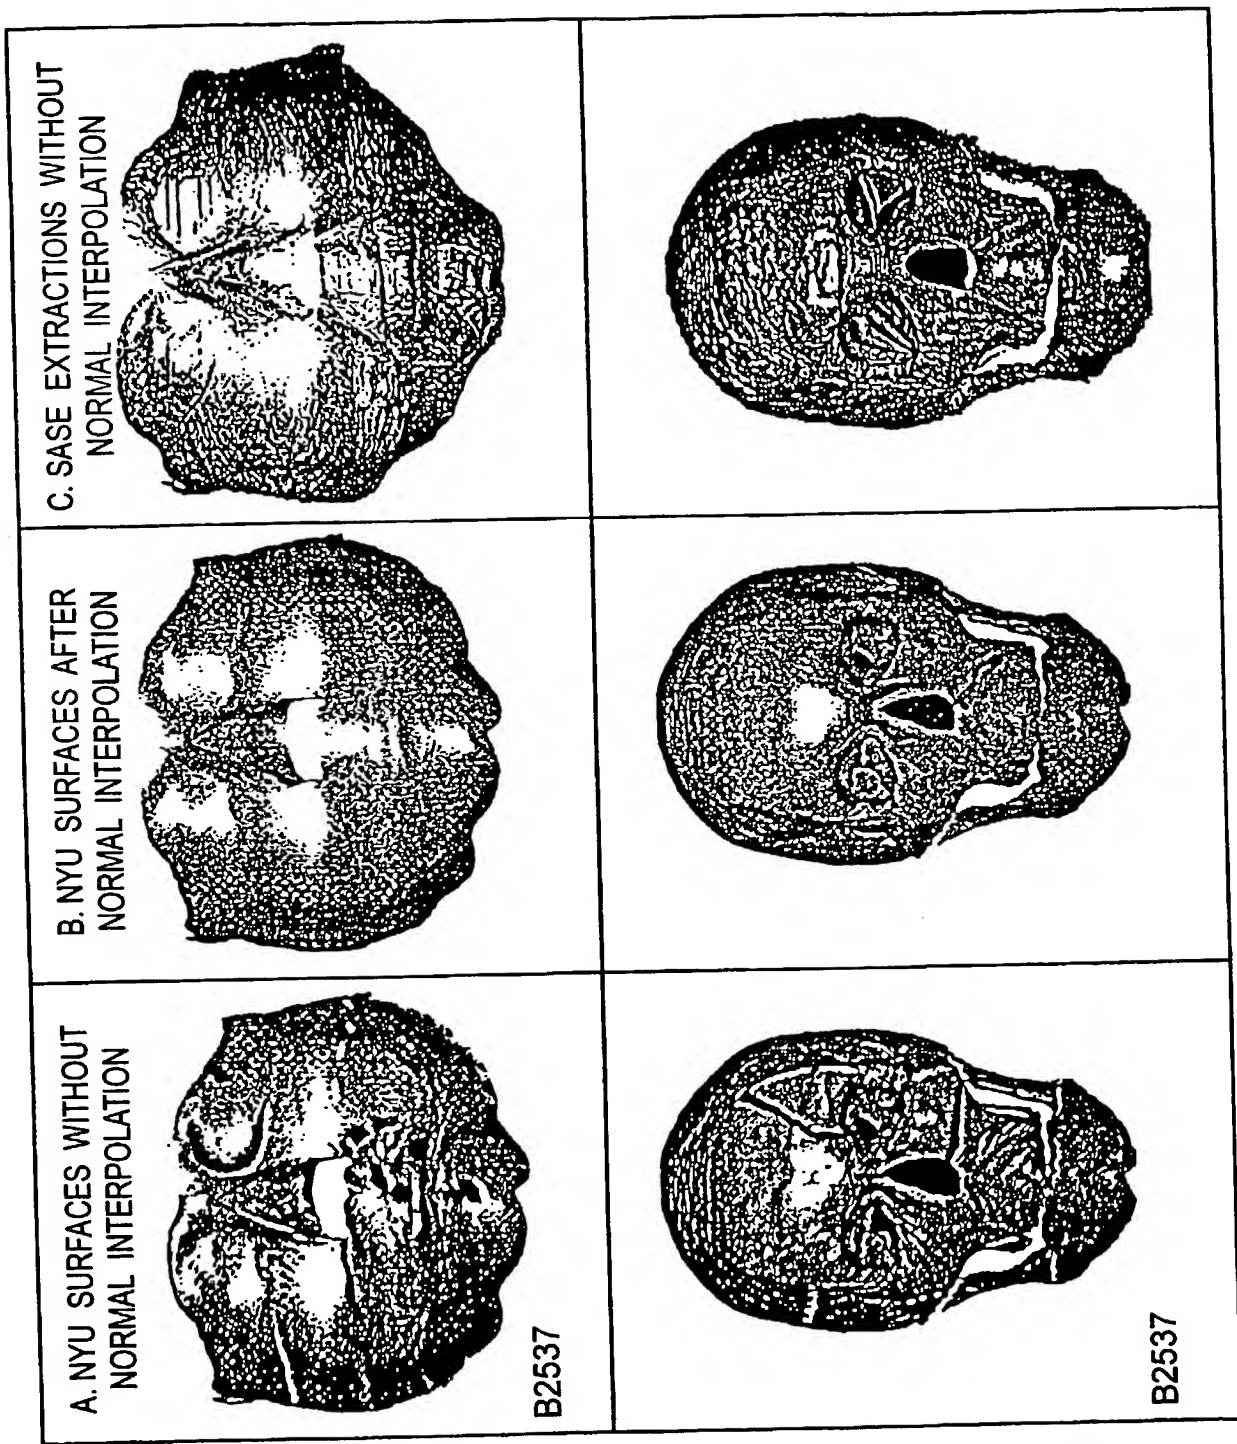 A. NYU SURFACES WITHOUT
NORMAL INTERPOLATION
B2537
B. NYU SURFACES AFTER
NORMAL INTERPOLATION
C. SASE EXTRACTIONS WITHOUT
NORMAL INTERPOLATION
B2537